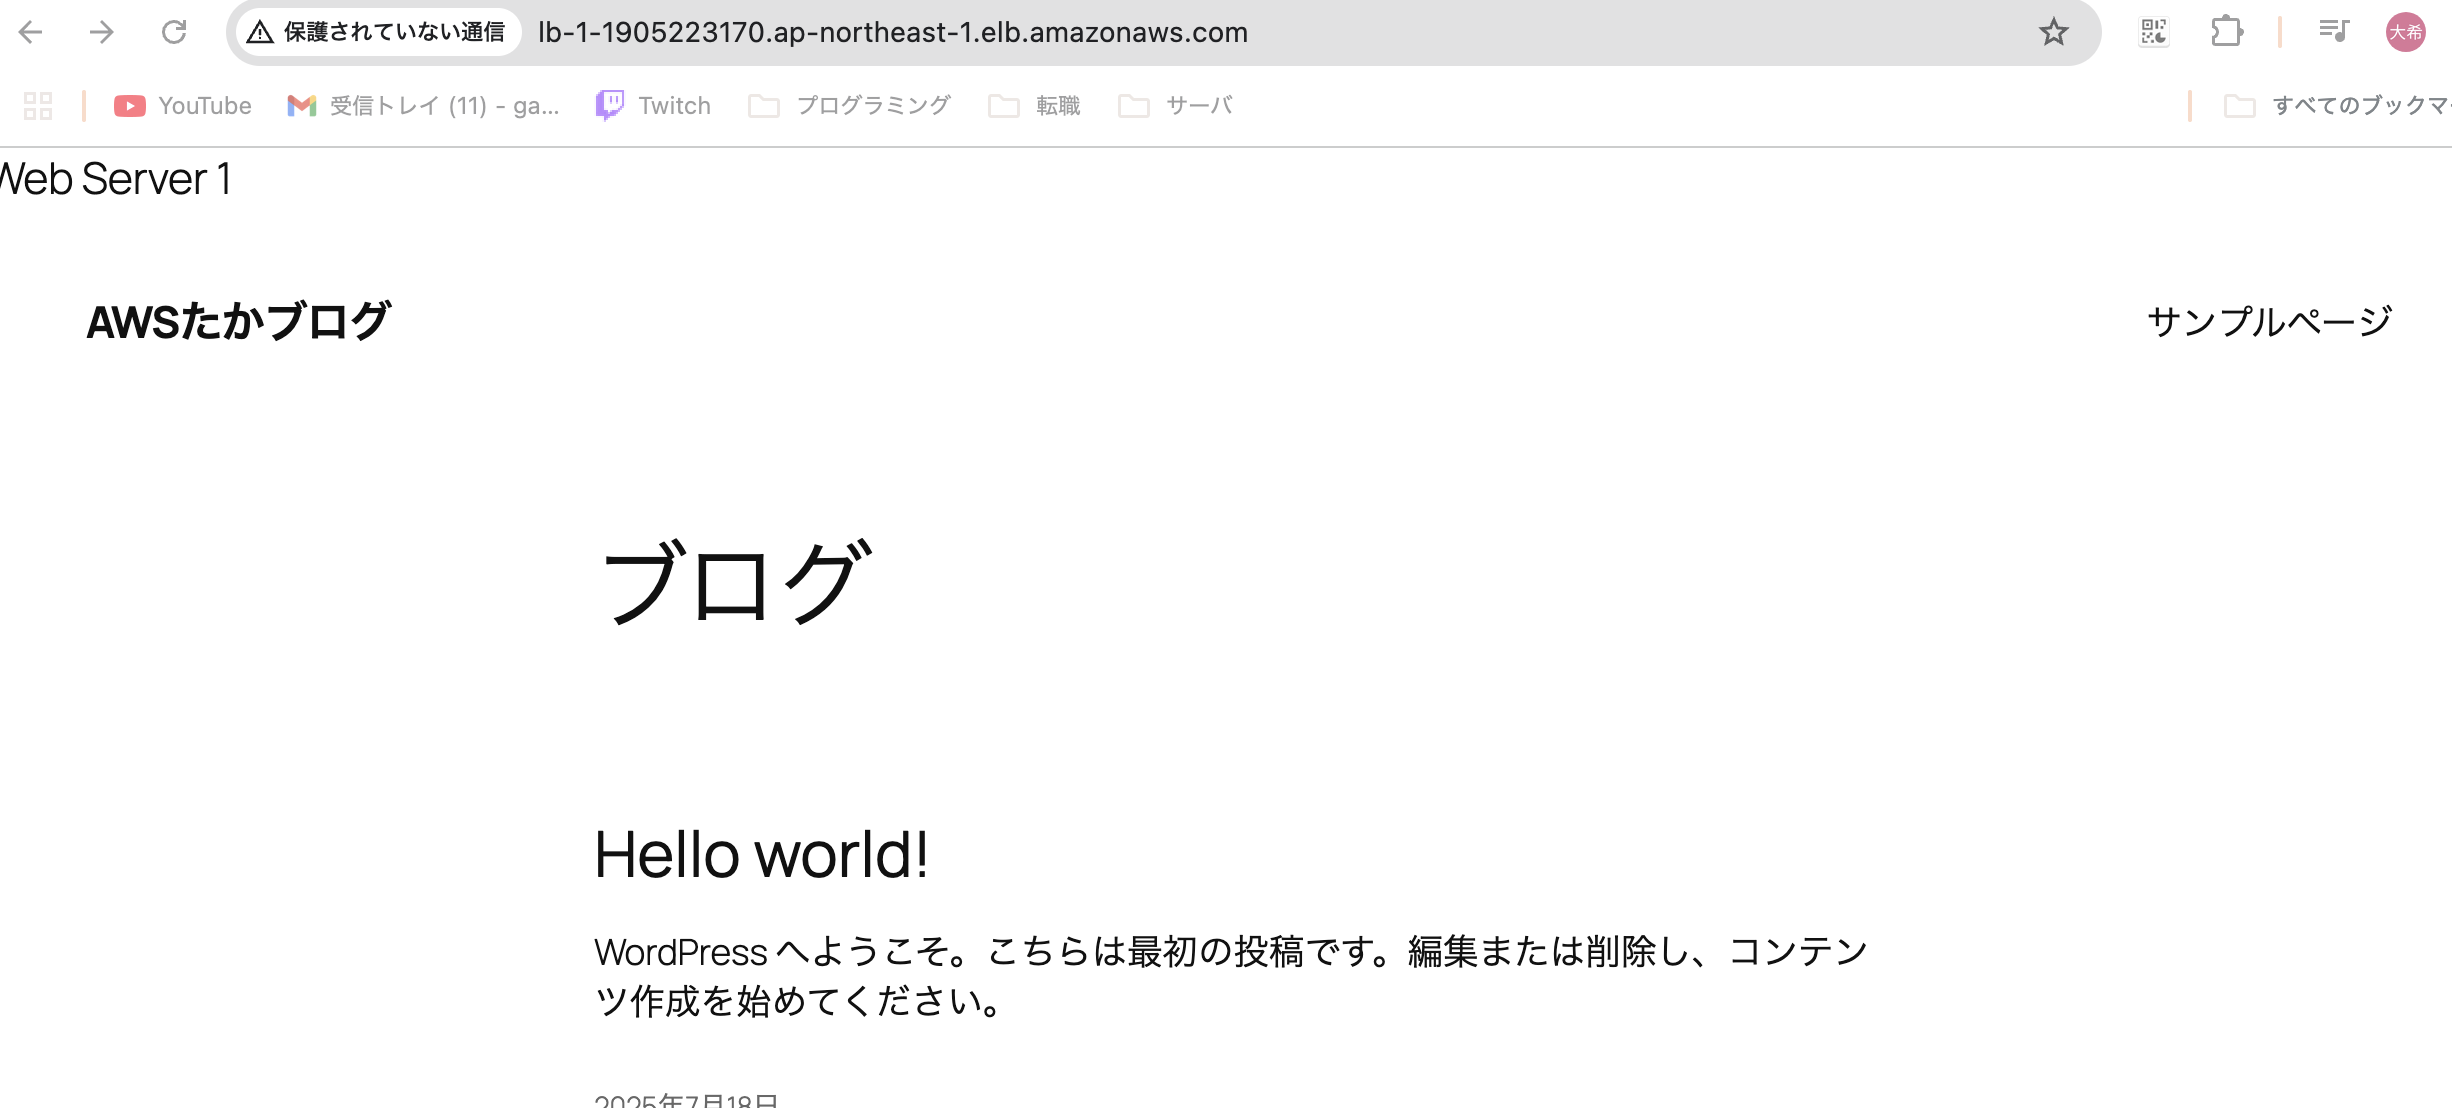 保護されていない通信 lb-1-1905223170.ap-northeast-1.elb.amazonaws.com 大希
YouTube 受信トレイ (11) - ga... Twitch プログラミング 転職 サーバ すべてのブックマ
Web Server 1
AWSたかブログ サンプルページ
ブログ
Hello world!
WordPress へようこそ。こちらは最初の投稿です。編集または削除し、コンテン
ツ作成を始めてください。
2025年7月18日